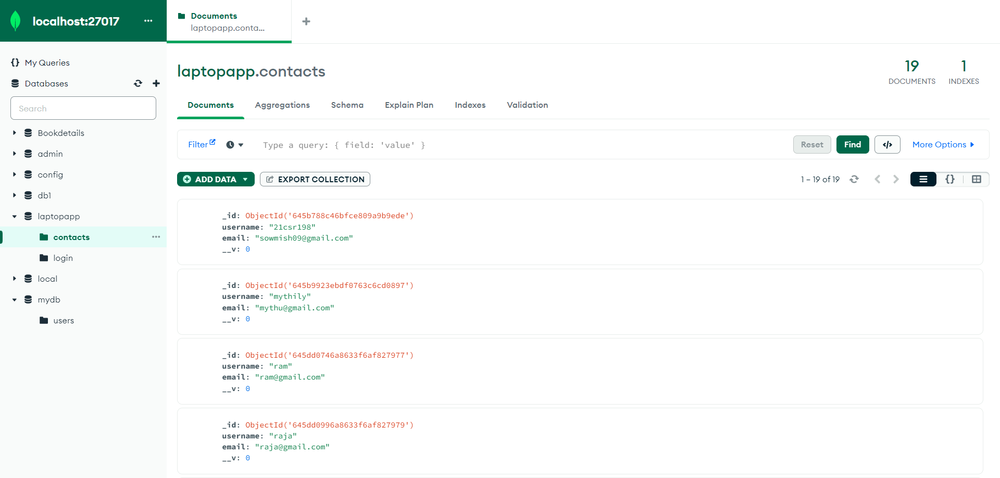 localhost:27017
Documents
laptopapp.conta...
{} My Queries
Databases
Search
Bookdetails
admin
config
db1
laptopapp
contacts
login
local
mydb
users
laptopapp.contacts
19
DOCUMENTS
1
INDEXES
Documents Aggregations Schema Explain Plan Indexes Validation
Filter Type a query: { field: 'value' } Reset Find </> More Options
ADD DATA EXPORT COLLECTION 1 – 19 of 19 {}
_id: ObjectId('645b788c46bfce809a9b9ede')
username: "21csr198"
email: "sowmish09@gmail.com"
__v: 0
_id: ObjectId('645b9923ebdf0763c6cd0897')
username: "mythily"
email: "mythu@gmail.com"
__v: 0
_id: ObjectId('645dd0746a8633f6af827977')
username: "ram"
email: "ram@gmail.com"
__v: 0
_id: ObjectId('645dd0996a8633f6af827979')
username: "raja"
email: "raja@gmail.com"
__v: 0